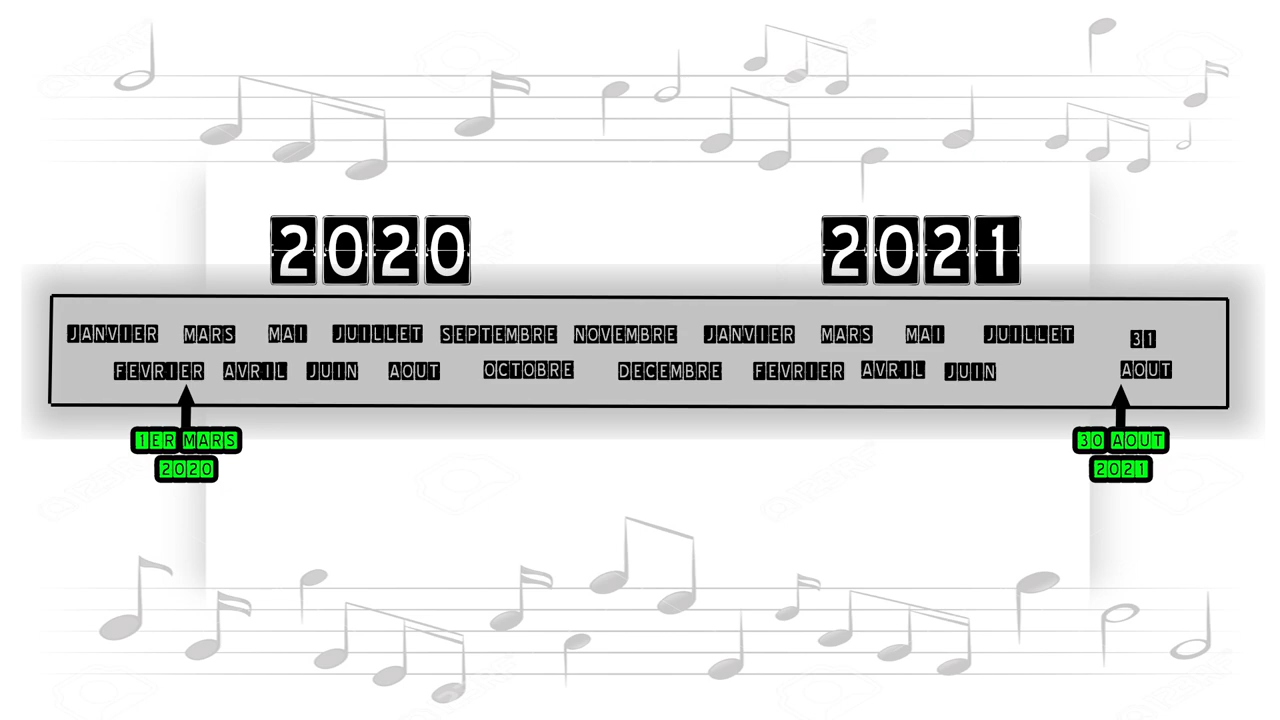 2020 2021
JANVIER MARS MAI JUILLET SEPTEMBRE NOVEMBRE JANVIER MARS MAI JUILLET 31
FEVRIER AVRIL JUIN AOUT OCTOBRE DECEMBRE FEVRIER AVRIL JUIN AOUT
1ER MARS 30 AOUT
2020 2021